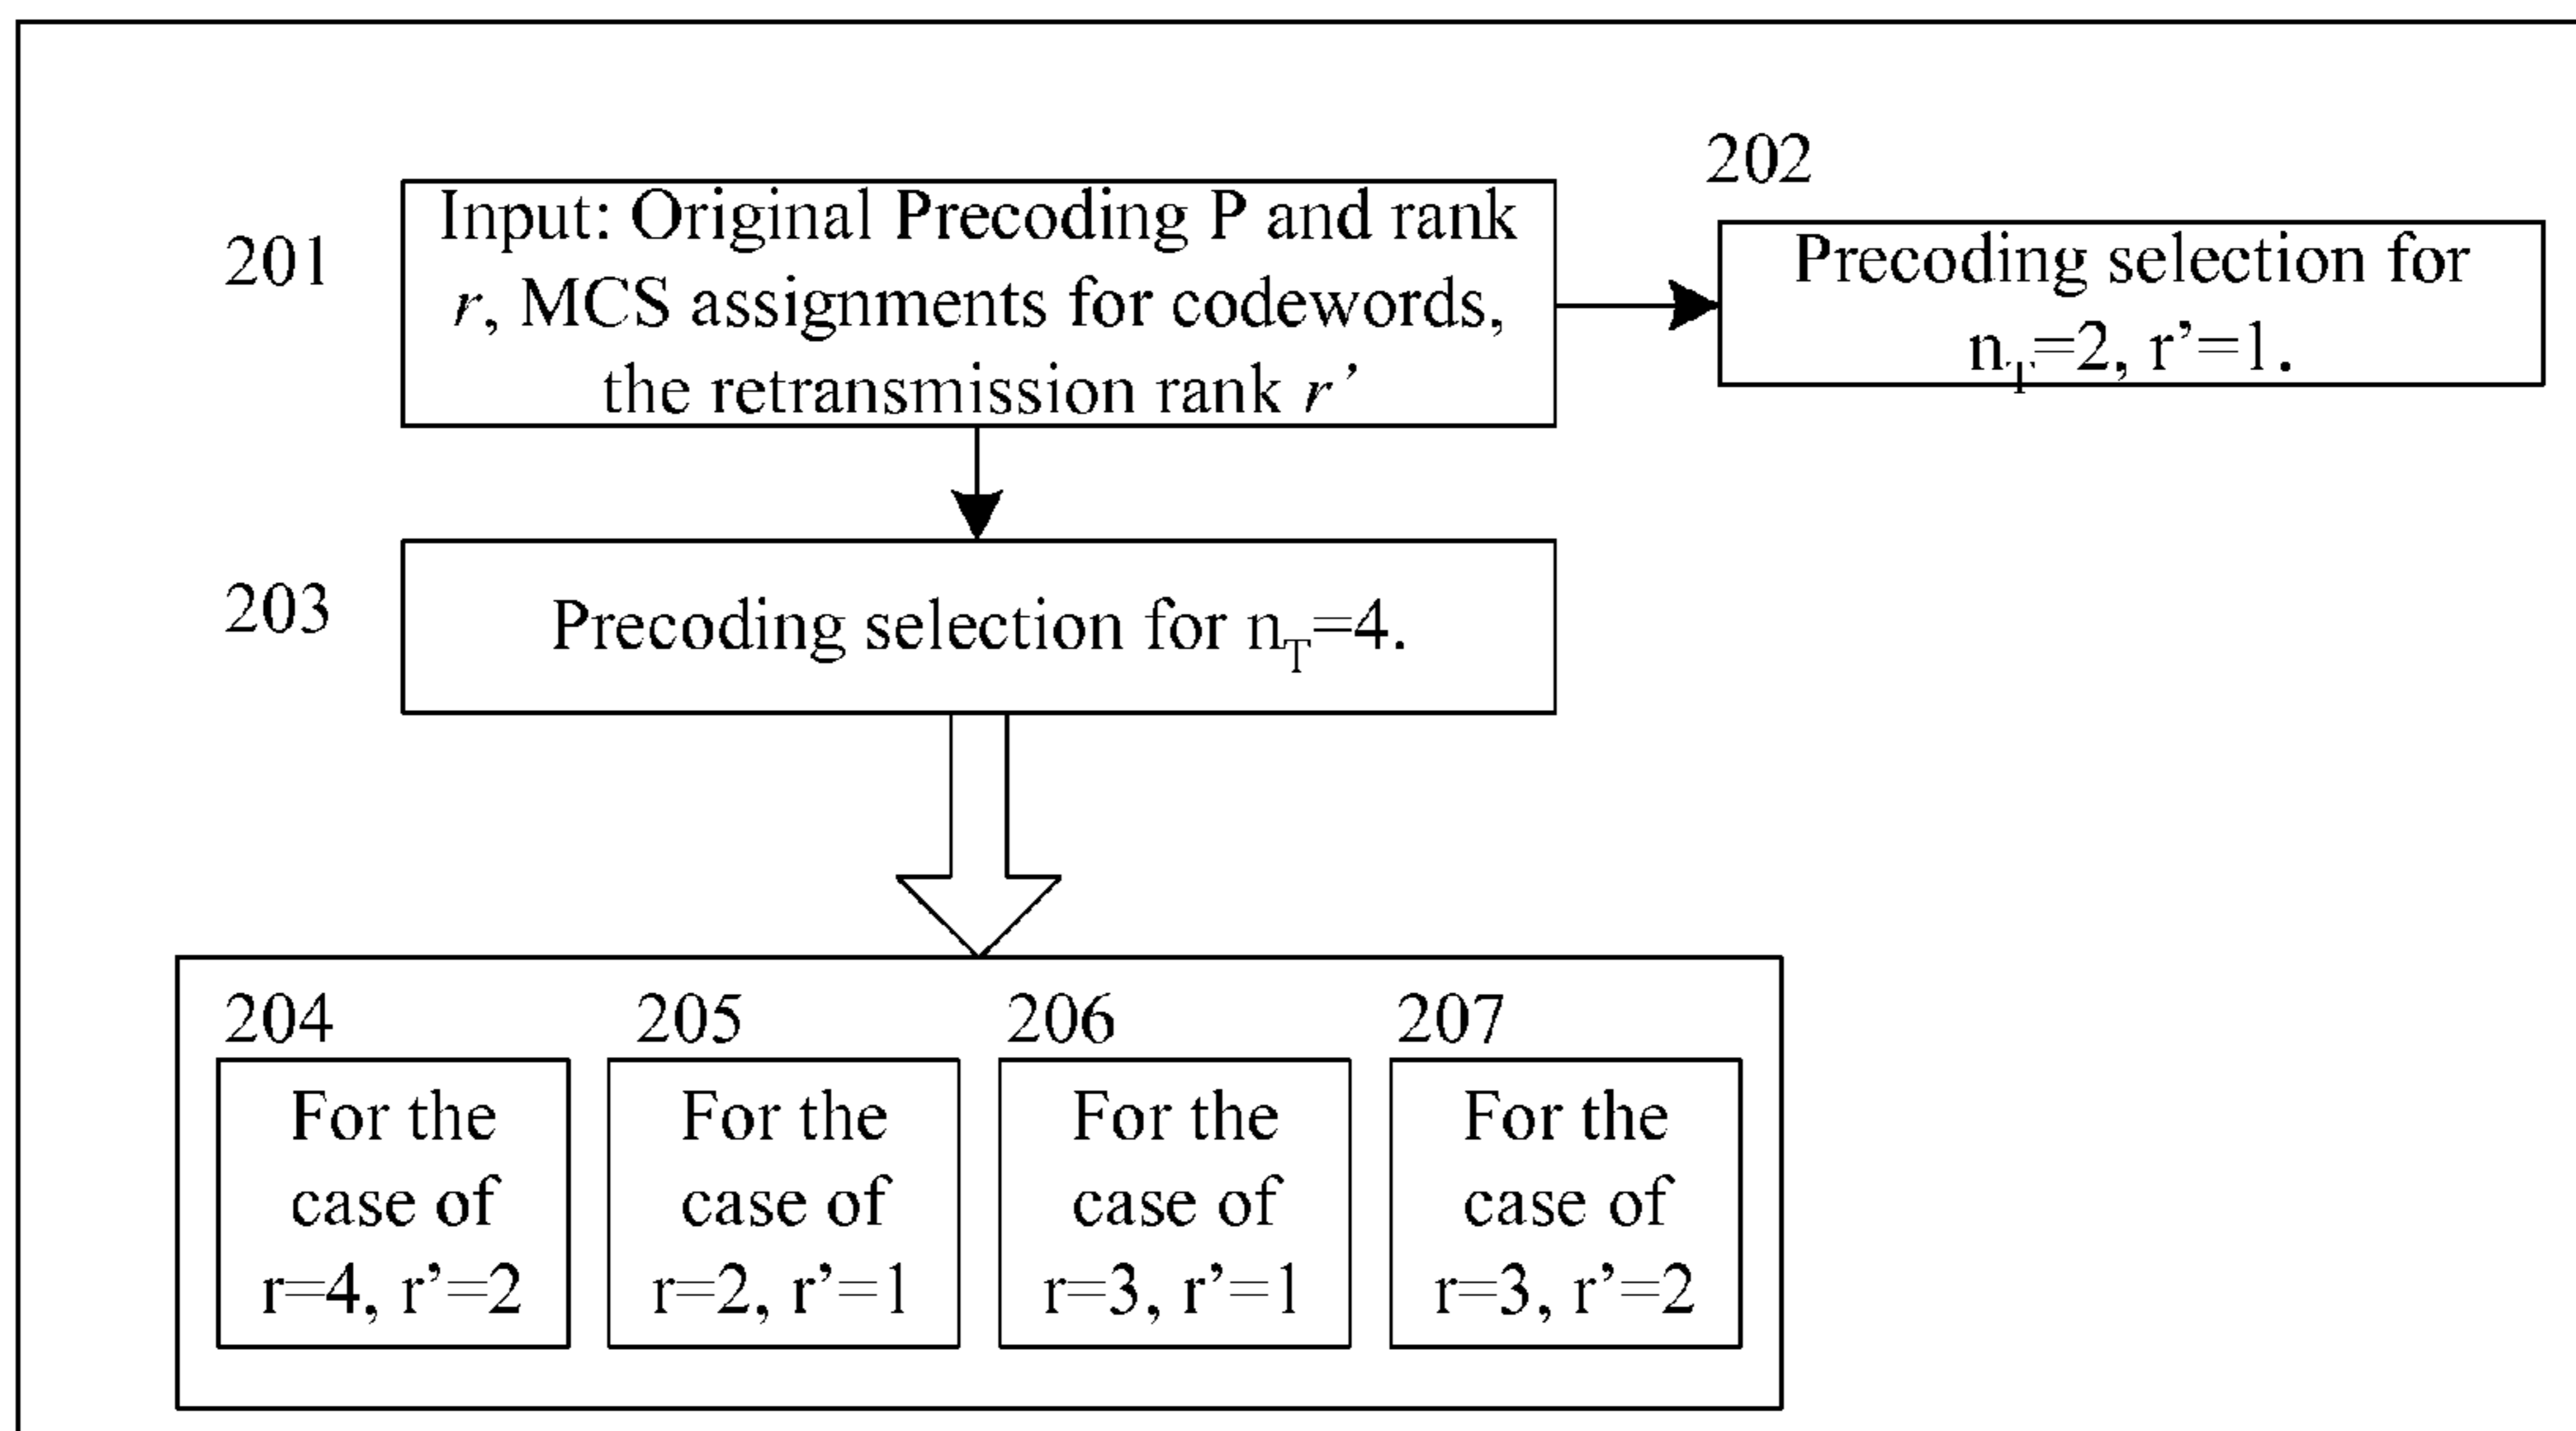 202
201
Input: Original Precoding P and rank
r, MCS assignments for codewords,
the retransmission rank r’
Precoding selection for
n_T=2, r’=1.
203
Precoding selection for n_T=4.
204
For the
case of
r=4, r’=2
205
For the
case of
r=2, r’=1
206
For the
case of
r=3, r’=1
207
For the
case of
r=3, r’=2